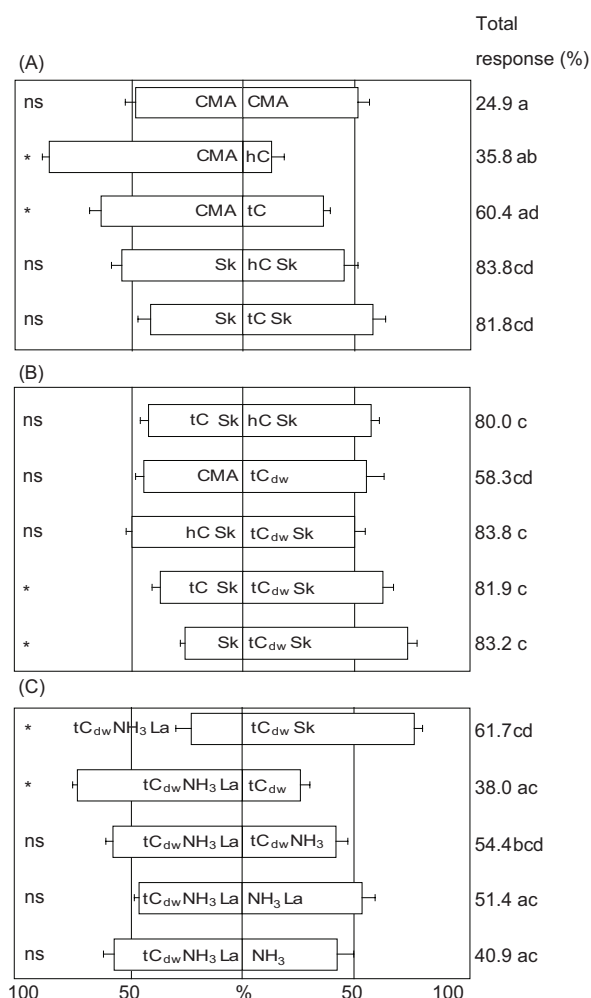 Total
response (%)
(A)
ns CMA CMA 24.9 a
* CMA hC 35.8 ab
* CMA tC 60.4 ad
ns Sk hC Sk 83.8cd
ns Sk tC Sk 81.8cd
(B)
ns tC Sk hC Sk 80.0 c
ns CMA tCdw 58.3cd
ns hC Sk tCdw Sk 83.8 c
* tC Sk tCdw Sk 81.9 c
* Sk tCdw Sk 83.2 c
(C)
* tCdwNH3 La tCdw Sk 61.7cd
* tCdwNH3 La tCdw 38.0 ac
ns tCdwNH3 La tCdwNH3 54.4bcd
ns tCdwNH3 La NH3 La 51.4 ac
ns tCdwNH3 La NH3 40.9 ac
100 50 % 50 100